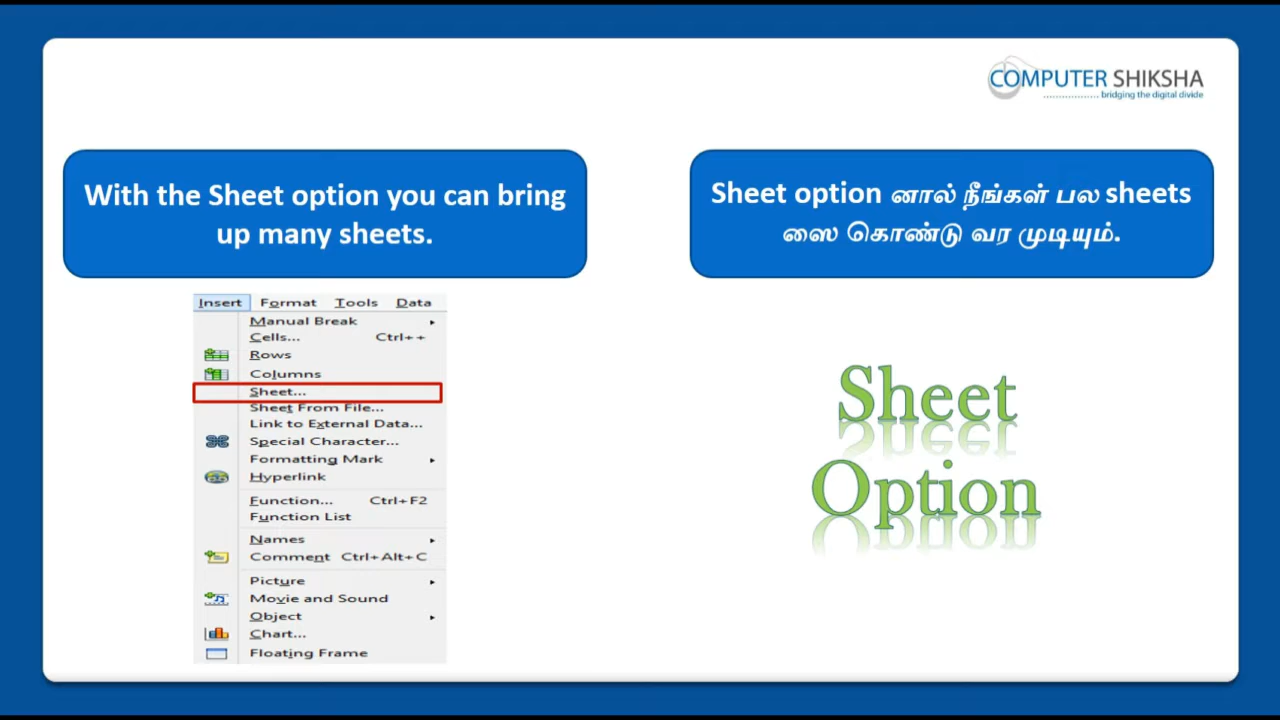 COMPUTER SHIKSHA
bridging the digital divide
With the Sheet option you can bring
up many sheets.
Sheet option னால் நீங்கள் பல sheets
ஸை கொண்டு வர முடியும்.
Insert Format Tools Data
Manual Break
Cells... Ctrl++
Rows
Columns
Sheet...
Sheet From File...
Link to External Data...
Special Character...
Formatting Mark
Hyperlink
Function... Ctrl+F2
Function List
Names
Comment Ctrl+Alt+C
Picture
Movie and Sound
Object
Chart...
Floating Frame
Sheet
Option